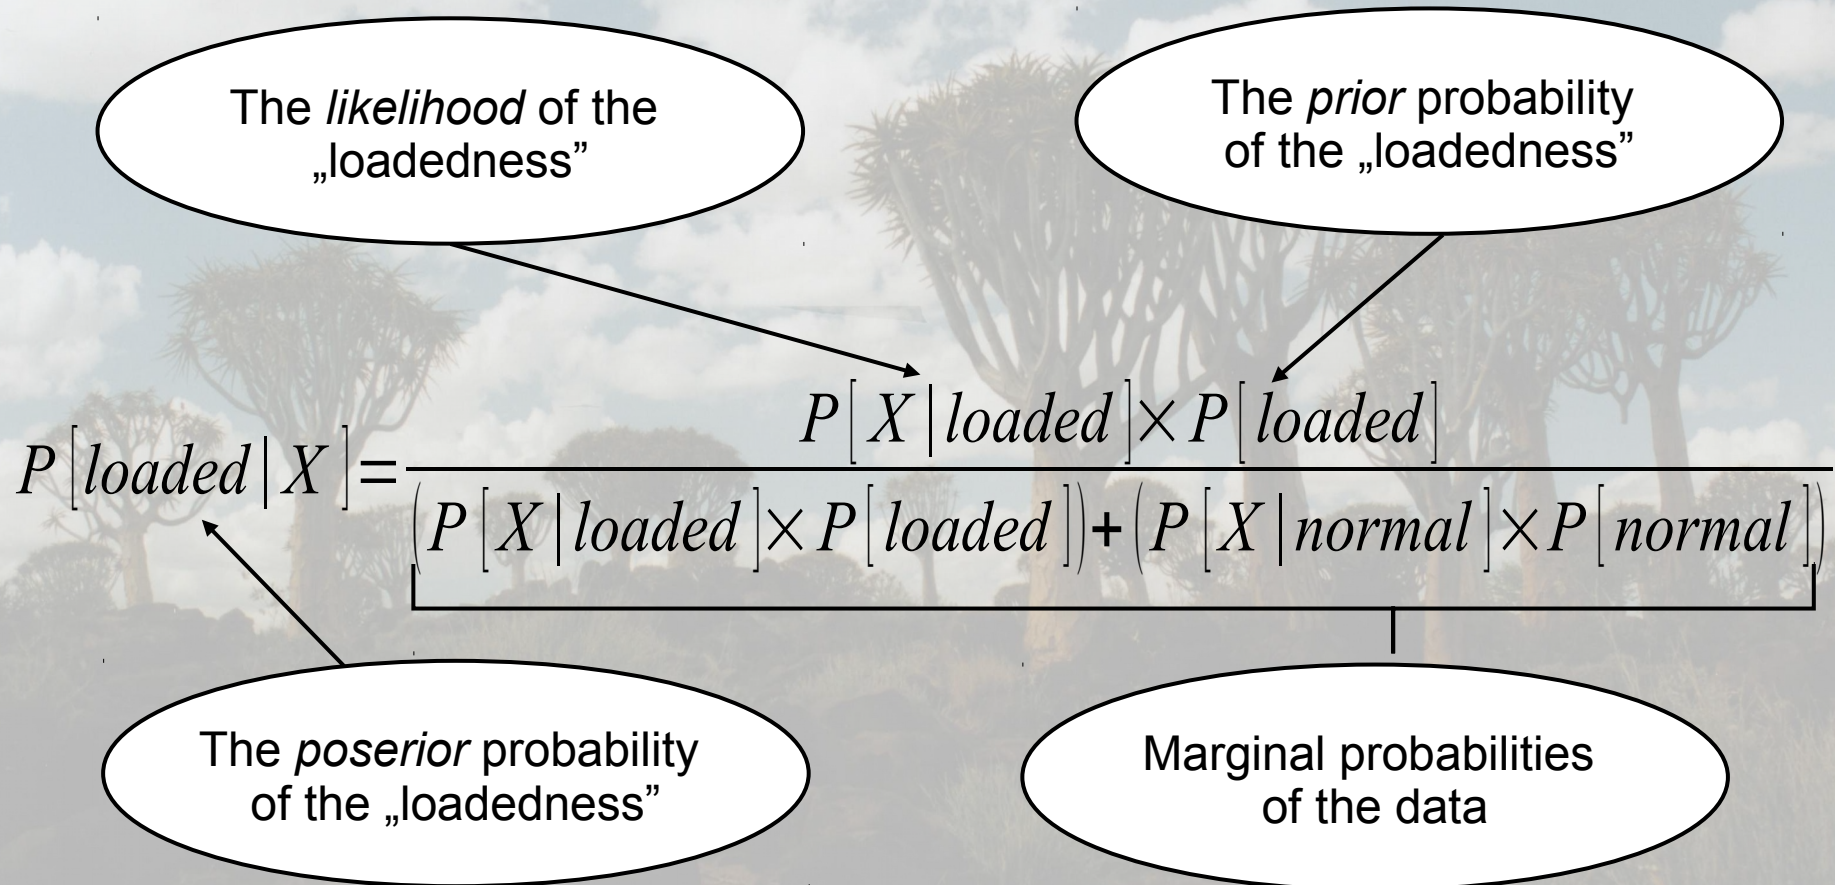 The likelihood of the
„loadedness”
The prior probability
of the „loadedness”
P[X|loaded]×P[loaded]
P[loaded|X]=
(P[X|loaded]×P[loaded])+(P[X|normal]×P[normal])
The poserior probability
of the „loadedness”
Marginal probabilities
of the data